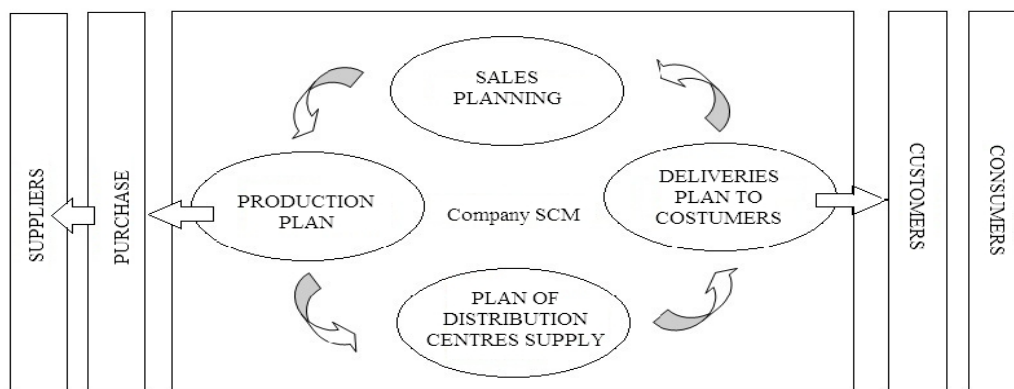 SUPPLIERS
PURCHASE
SALES
PLANNING
PRODUCTION
PLAN
Company SCM
DELIVERIES
PLAN TO
COSTUMERS
PLAN OF
DISTRIBUTION
CENTRES SUPPLY
CUSTOMERS
CONSUMERS